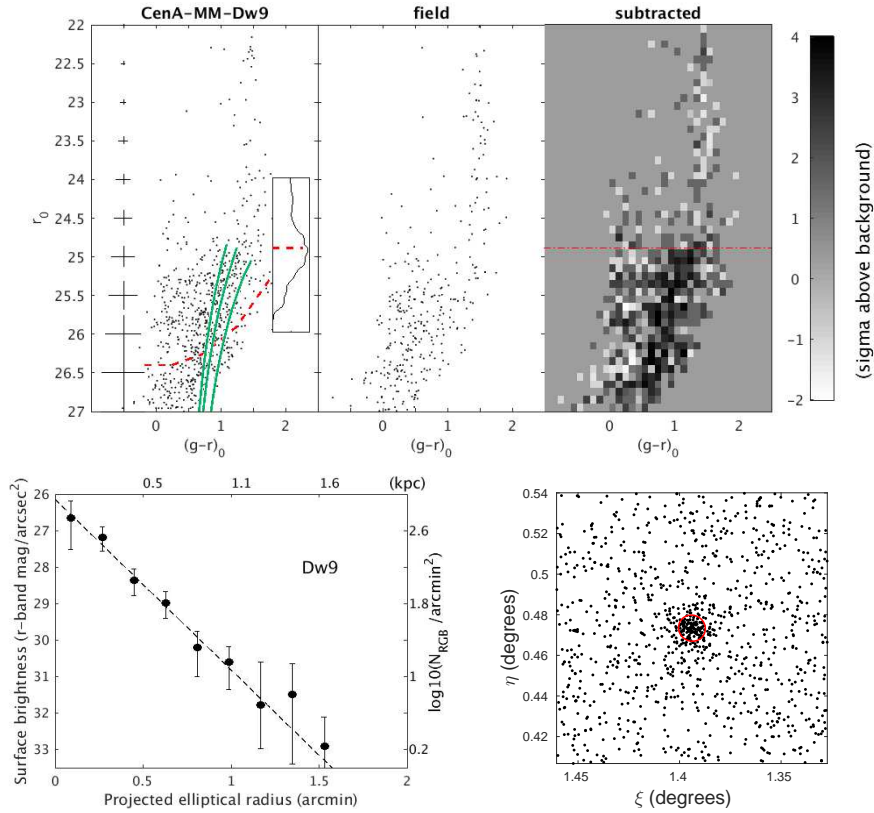 CenA-MM-Dw9 field subtracted
22
22.5
23
23.5
24
24.5
25
25.5
26
26.5
27
r0
0 1 2
0 1 2
0 1 2
(g-r)0 (g-r)0 (g-r)0
4
3
2
1
0
-1
-2
(sigma above background)
0.5 1.1 1.6 (kpc)
26
27
28
29
30
31
32
33
Surface brightness (r-band mag/arcsec²)
Dw9
2.6
1.8
1
0.2
log10(N_RGB /arcmin²)
0 0.5 1 1.5 2
Projected elliptical radius (arcmin)
0.54
0.52
0.5
0.48
0.46
0.44
0.42
η (degrees)
1.45 1.4 1.35
ξ (degrees)